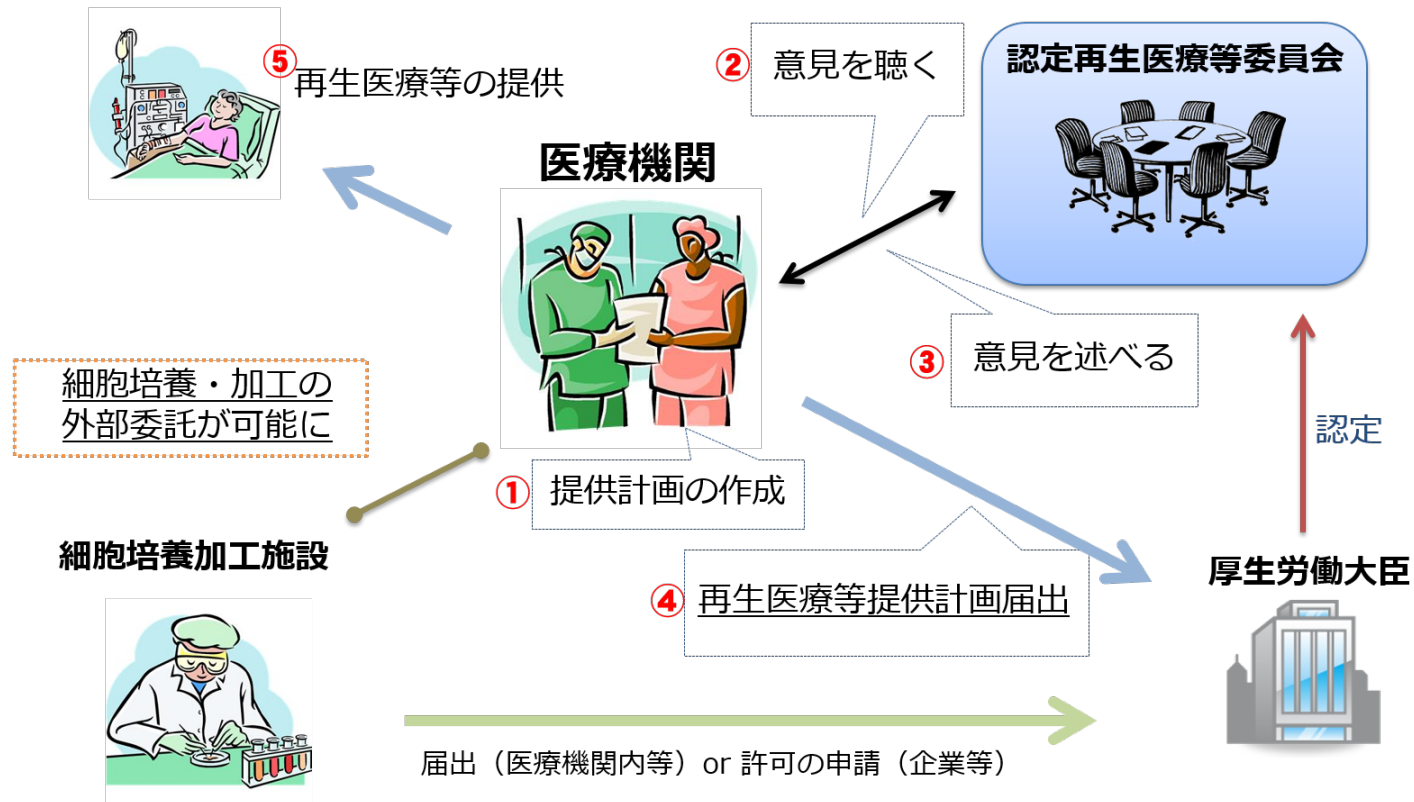 ⑤
再生医療等の提供
②
意見を聴く
認定再生医療等委員会
医療機関
③
意見を述べる
細胞培養・加工の
外部委託が可能に
認定
①
提供計画の作成
細胞培養加工施設
厚生労働大臣
④
再生医療等提供計画届出
届出（医療機関内等）or 許可の申請（企業等）